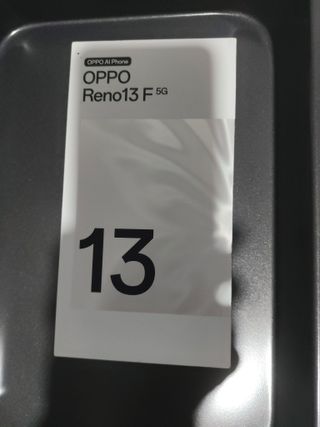 OPPO AI Phone
OPPO
Reno13 F 5G
13